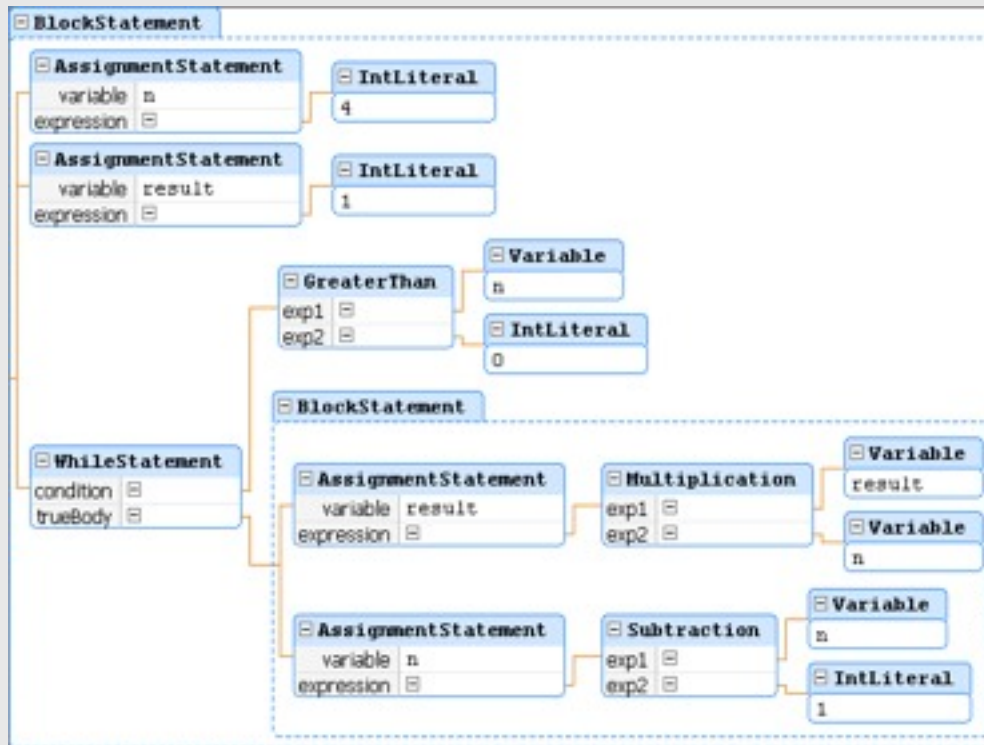 BlockStatement
AssignmentStatement
variable n
expression
IntLiteral
4
AssignmentStatement
variable result
expression
IntLiteral
1
WhileStatement
condition
trueBody
GreaterThan
exp1
exp2
Variable
n
IntLiteral
0
BlockStatement
AssignmentStatement
variable result
expression
Multiplication
exp1
exp2
Variable
result
Variable
n
AssignmentStatement
variable n
expression
Subtraction
exp1
exp2
Variable
n
IntLiteral
1